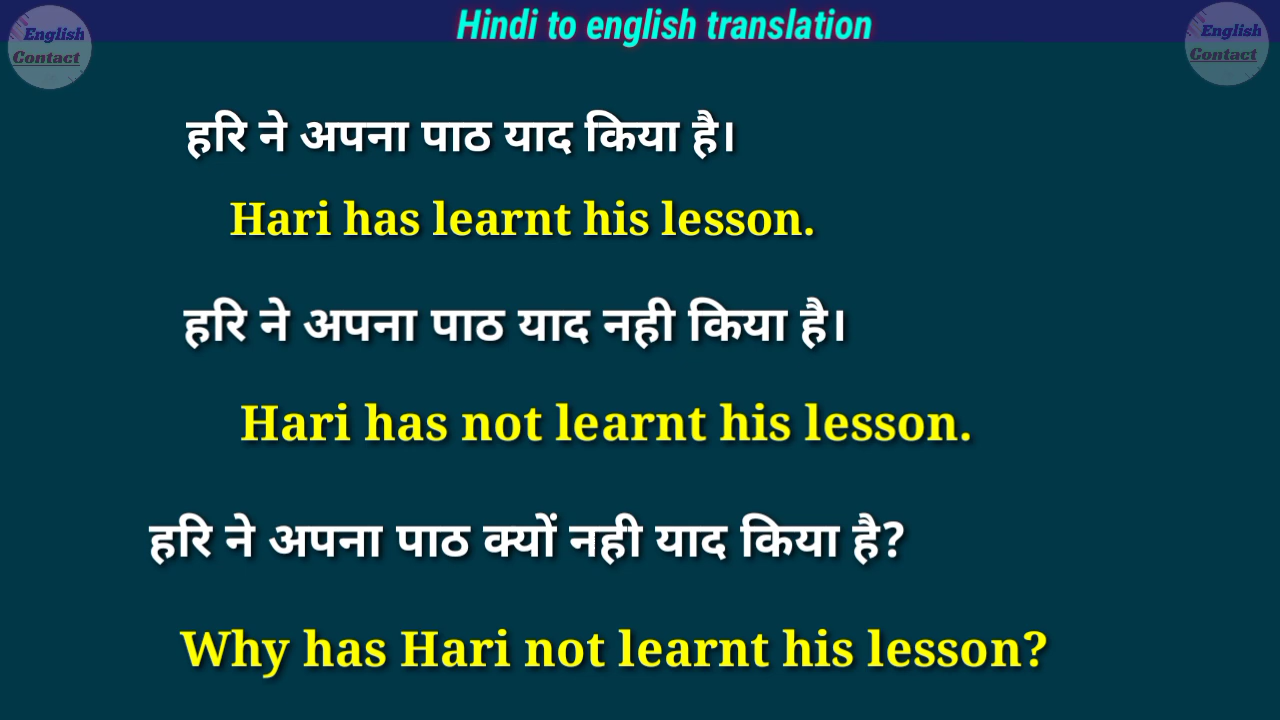 Hindi to english translation
English
Contact
English
Contact
हरि ने अपना पाठ याद किया है।
Hari has learnt his lesson.
हरि ने अपना पाठ याद नही किया है।
Hari has not learnt his lesson.
हरि ने अपना पाठ क्यों नही याद किया है?
Why has Hari not learnt his lesson?